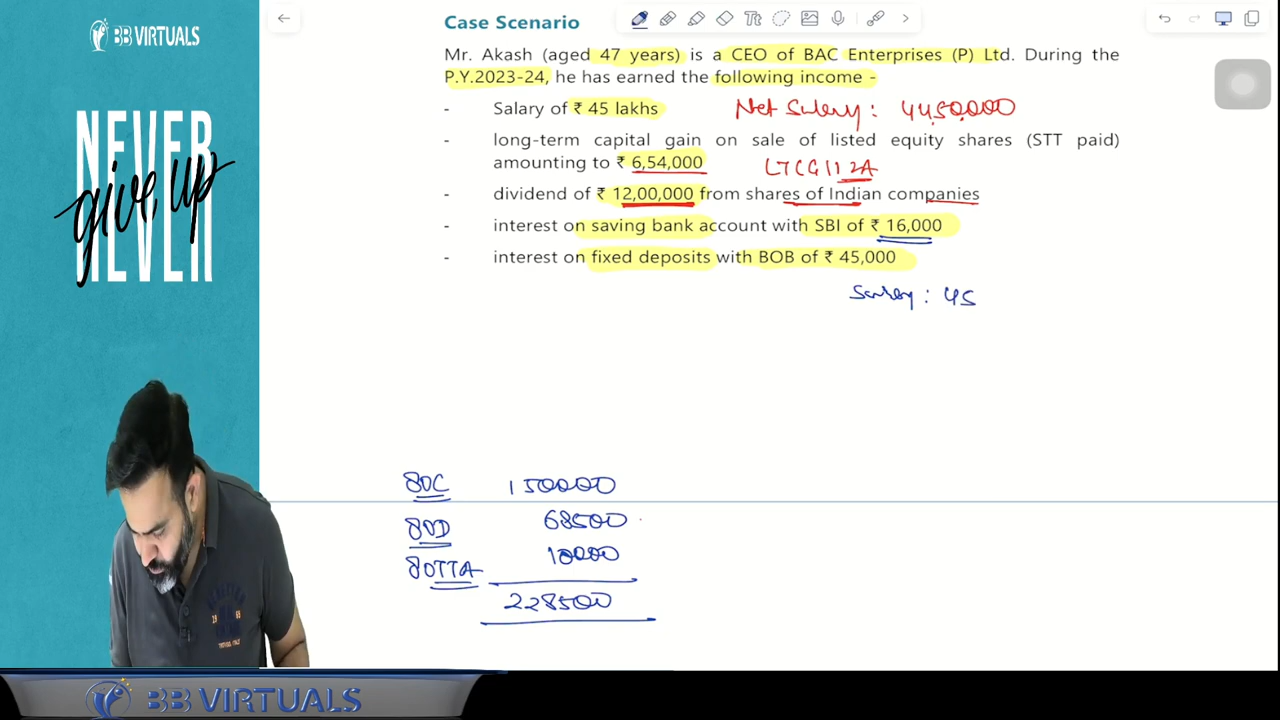 BB VIRTUALS
NEVER
give up
NEVER
Case Scenario
Mr. Akash (aged 47 years) is a CEO of BAC Enterprises (P) Ltd. During the
P.Y.2023-24, he has earned the following income -
- Salary of ₹ 45 lakhs Net Salary: 4450000
- long-term capital gain on sale of listed equity shares (STT paid)
amounting to ₹ 6,54,000 LTCG112A
- dividend of ₹ 12,00,000 from shares of Indian companies
- interest on saving bank account with SBI of ₹ 16,000
- interest on fixed deposits with BOB of ₹ 45,000
Salary: 45
80C 150000
80D 68500
80TTA 10000
228500
BB VIRTUALS